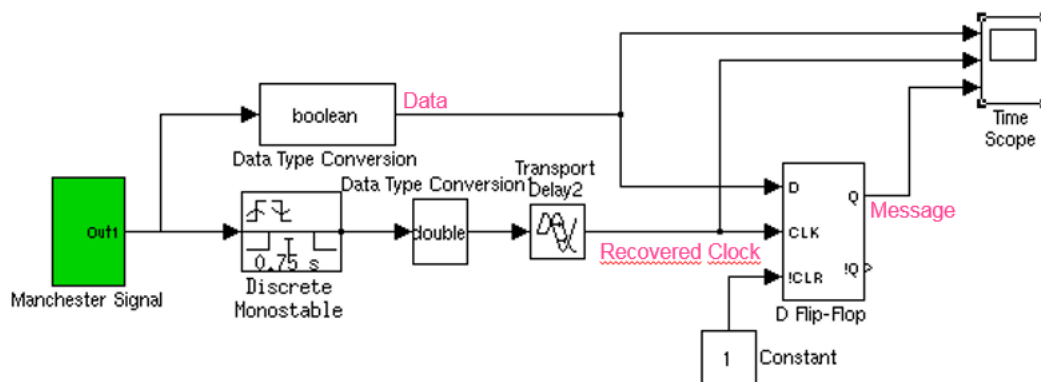 boolean
Data
Data Type Conversion
Time
Scope
Out1
Manchester Signal
0.75 s
Discrete
Monostable
Data Type Conversion1
double
Transport
Delay2
Recovered Clock
D
CLK
!CLR
Q
!Q
D Flip-Flop
Message
1
Constant